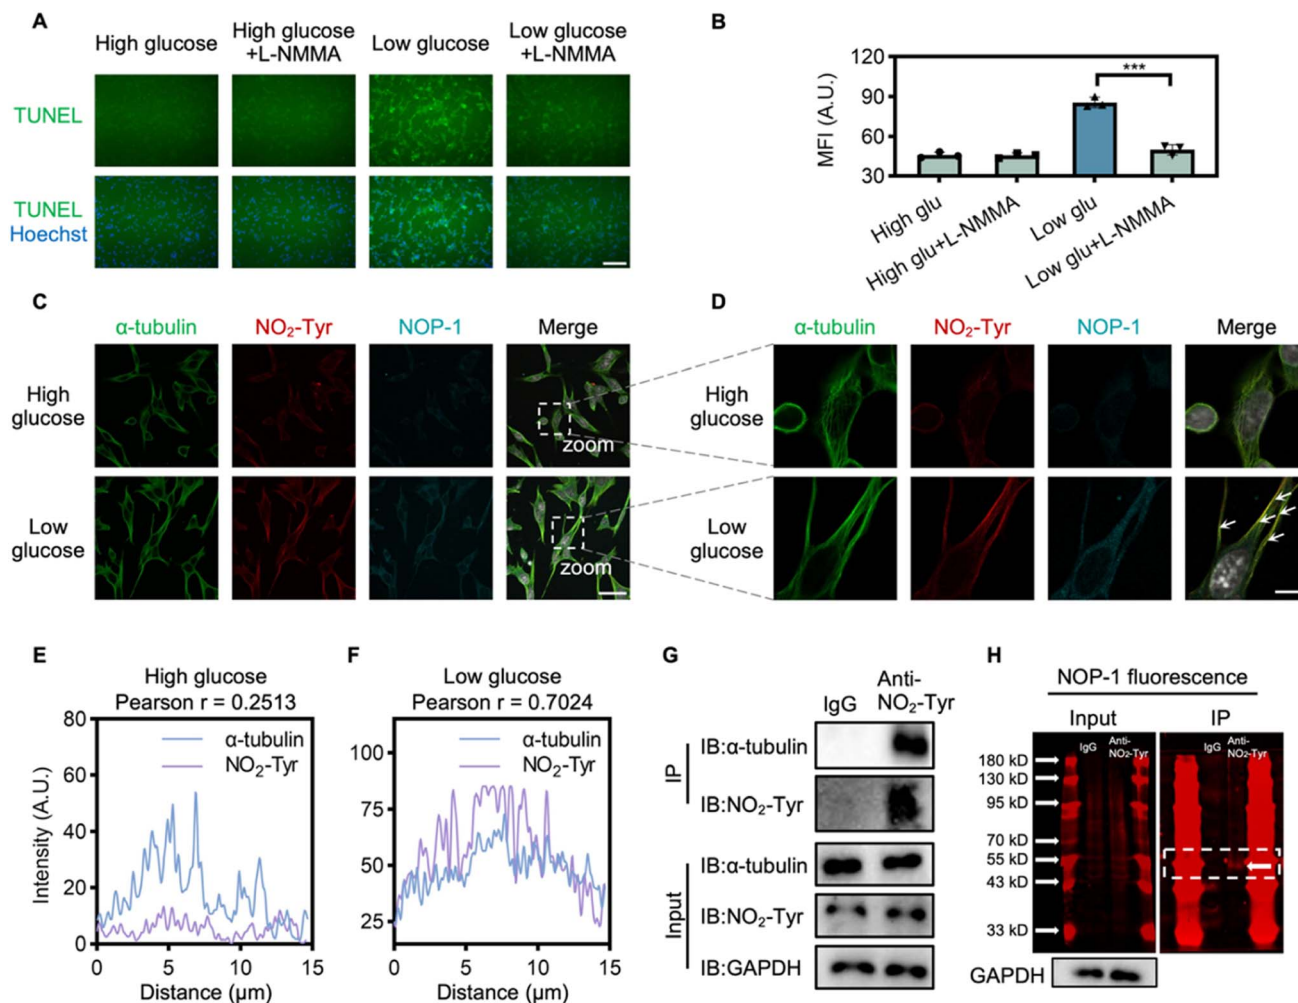 A
High glucose
High glucose
+L-NMMA
Low glucose
Low glucose
+L-NMMA
TUNEL
TUNEL
Hoechst
B
MFI (A.U.)
120
90
60
30
***
High glu
High glu+L-NMMA
Low glu
Low glu+L-NMMA
C
α-tubulin
NO₂-Tyr
NOP-1
Merge
High
glucose
zoom
Low
glucose
zoom
D
α-tubulin
NO₂-Tyr
NOP-1
Merge
High
glucose
Low
glucose
E
High glucose
Pearson r = 0.2513
Intensity (A.U.)
80
60
40
20
0
α-tubulin
NO₂-Tyr
0 5 10 15
Distance (μm)
F
Low glucose
Pearson r = 0.7024
100
75
50
25
α-tubulin
NO₂-Tyr
0 5 10 15
Distance (μm)
G
IgG
Anti-
NO₂-Tyr
IP
IB:α-tubulin
IB:NO₂-Tyr
Input
IB:α-tubulin
IB:NO₂-Tyr
IB:GAPDH
H
NOP-1 fluorescence
Input
IP
IgG
Anti-
NO₂-Tyr
IgG
Anti-
NO₂-Tyr
180 kD
130 kD
95 kD
70 kD
55 kD
43 kD
33 kD
GAPDH